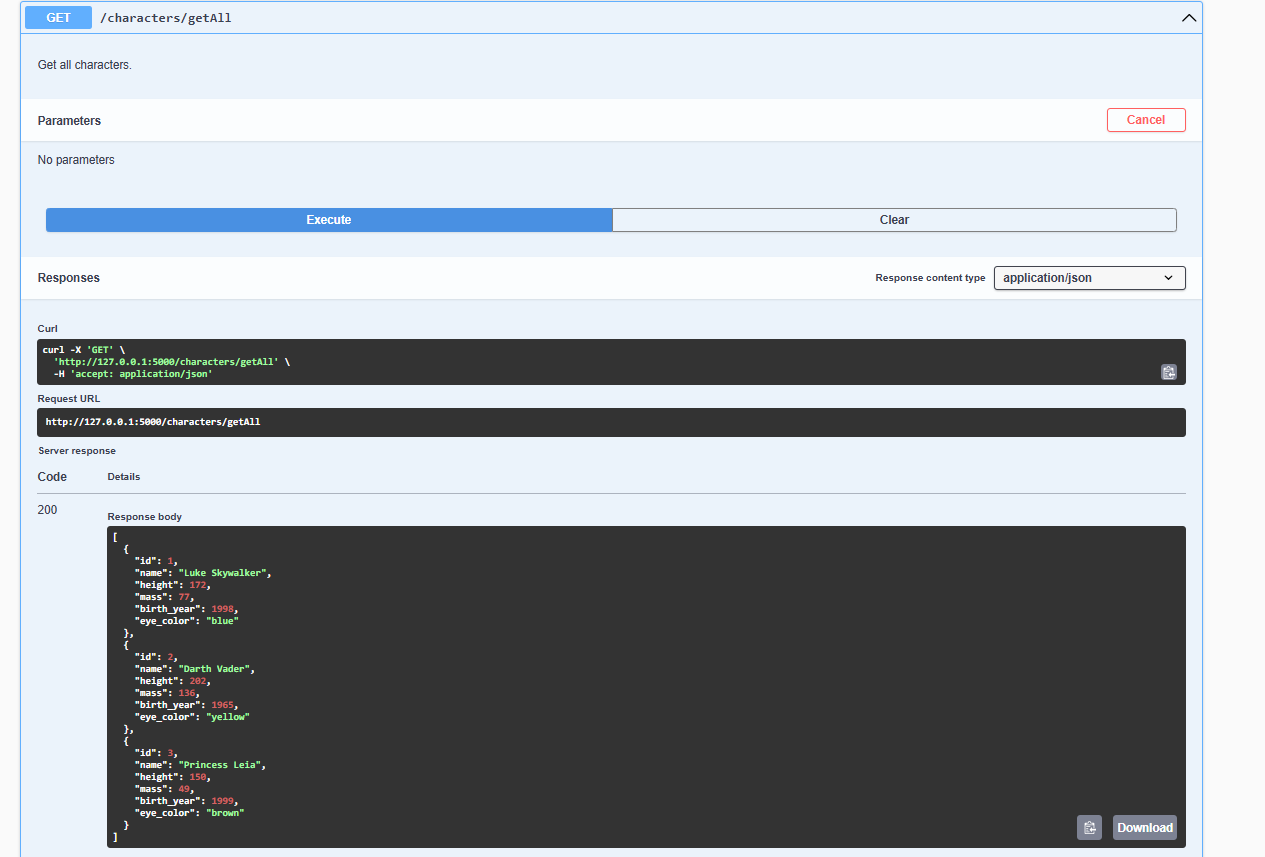 GET /characters/getAll
Get all characters.
Parameters Cancel
No parameters
Execute Clear
Responses Response content type application/json
Curl
curl -X 'GET' \
  'http://127.0.0.1:5000/characters/getAll' \
  -H 'accept: application/json'
Request URL
http://127.0.0.1:5000/characters/getAll
Server response
Code Details
200
Response body
[
  {
    "id": 1,
    "name": "Luke Skywalker",
    "height": 172,
    "mass": 77,
    "birth_year": 1998,
    "eye_color": "blue"
  },
  {
    "id": 2,
    "name": "Darth Vader",
    "height": 202,
    "mass": 136,
    "birth_year": 1965,
    "eye_color": "yellow"
  },
  {
    "id": 3,
    "name": "Princess Leia",
    "height": 150,
    "mass": 49,
    "birth_year": 1999,
    "eye_color": "brown"
  }
]
Download